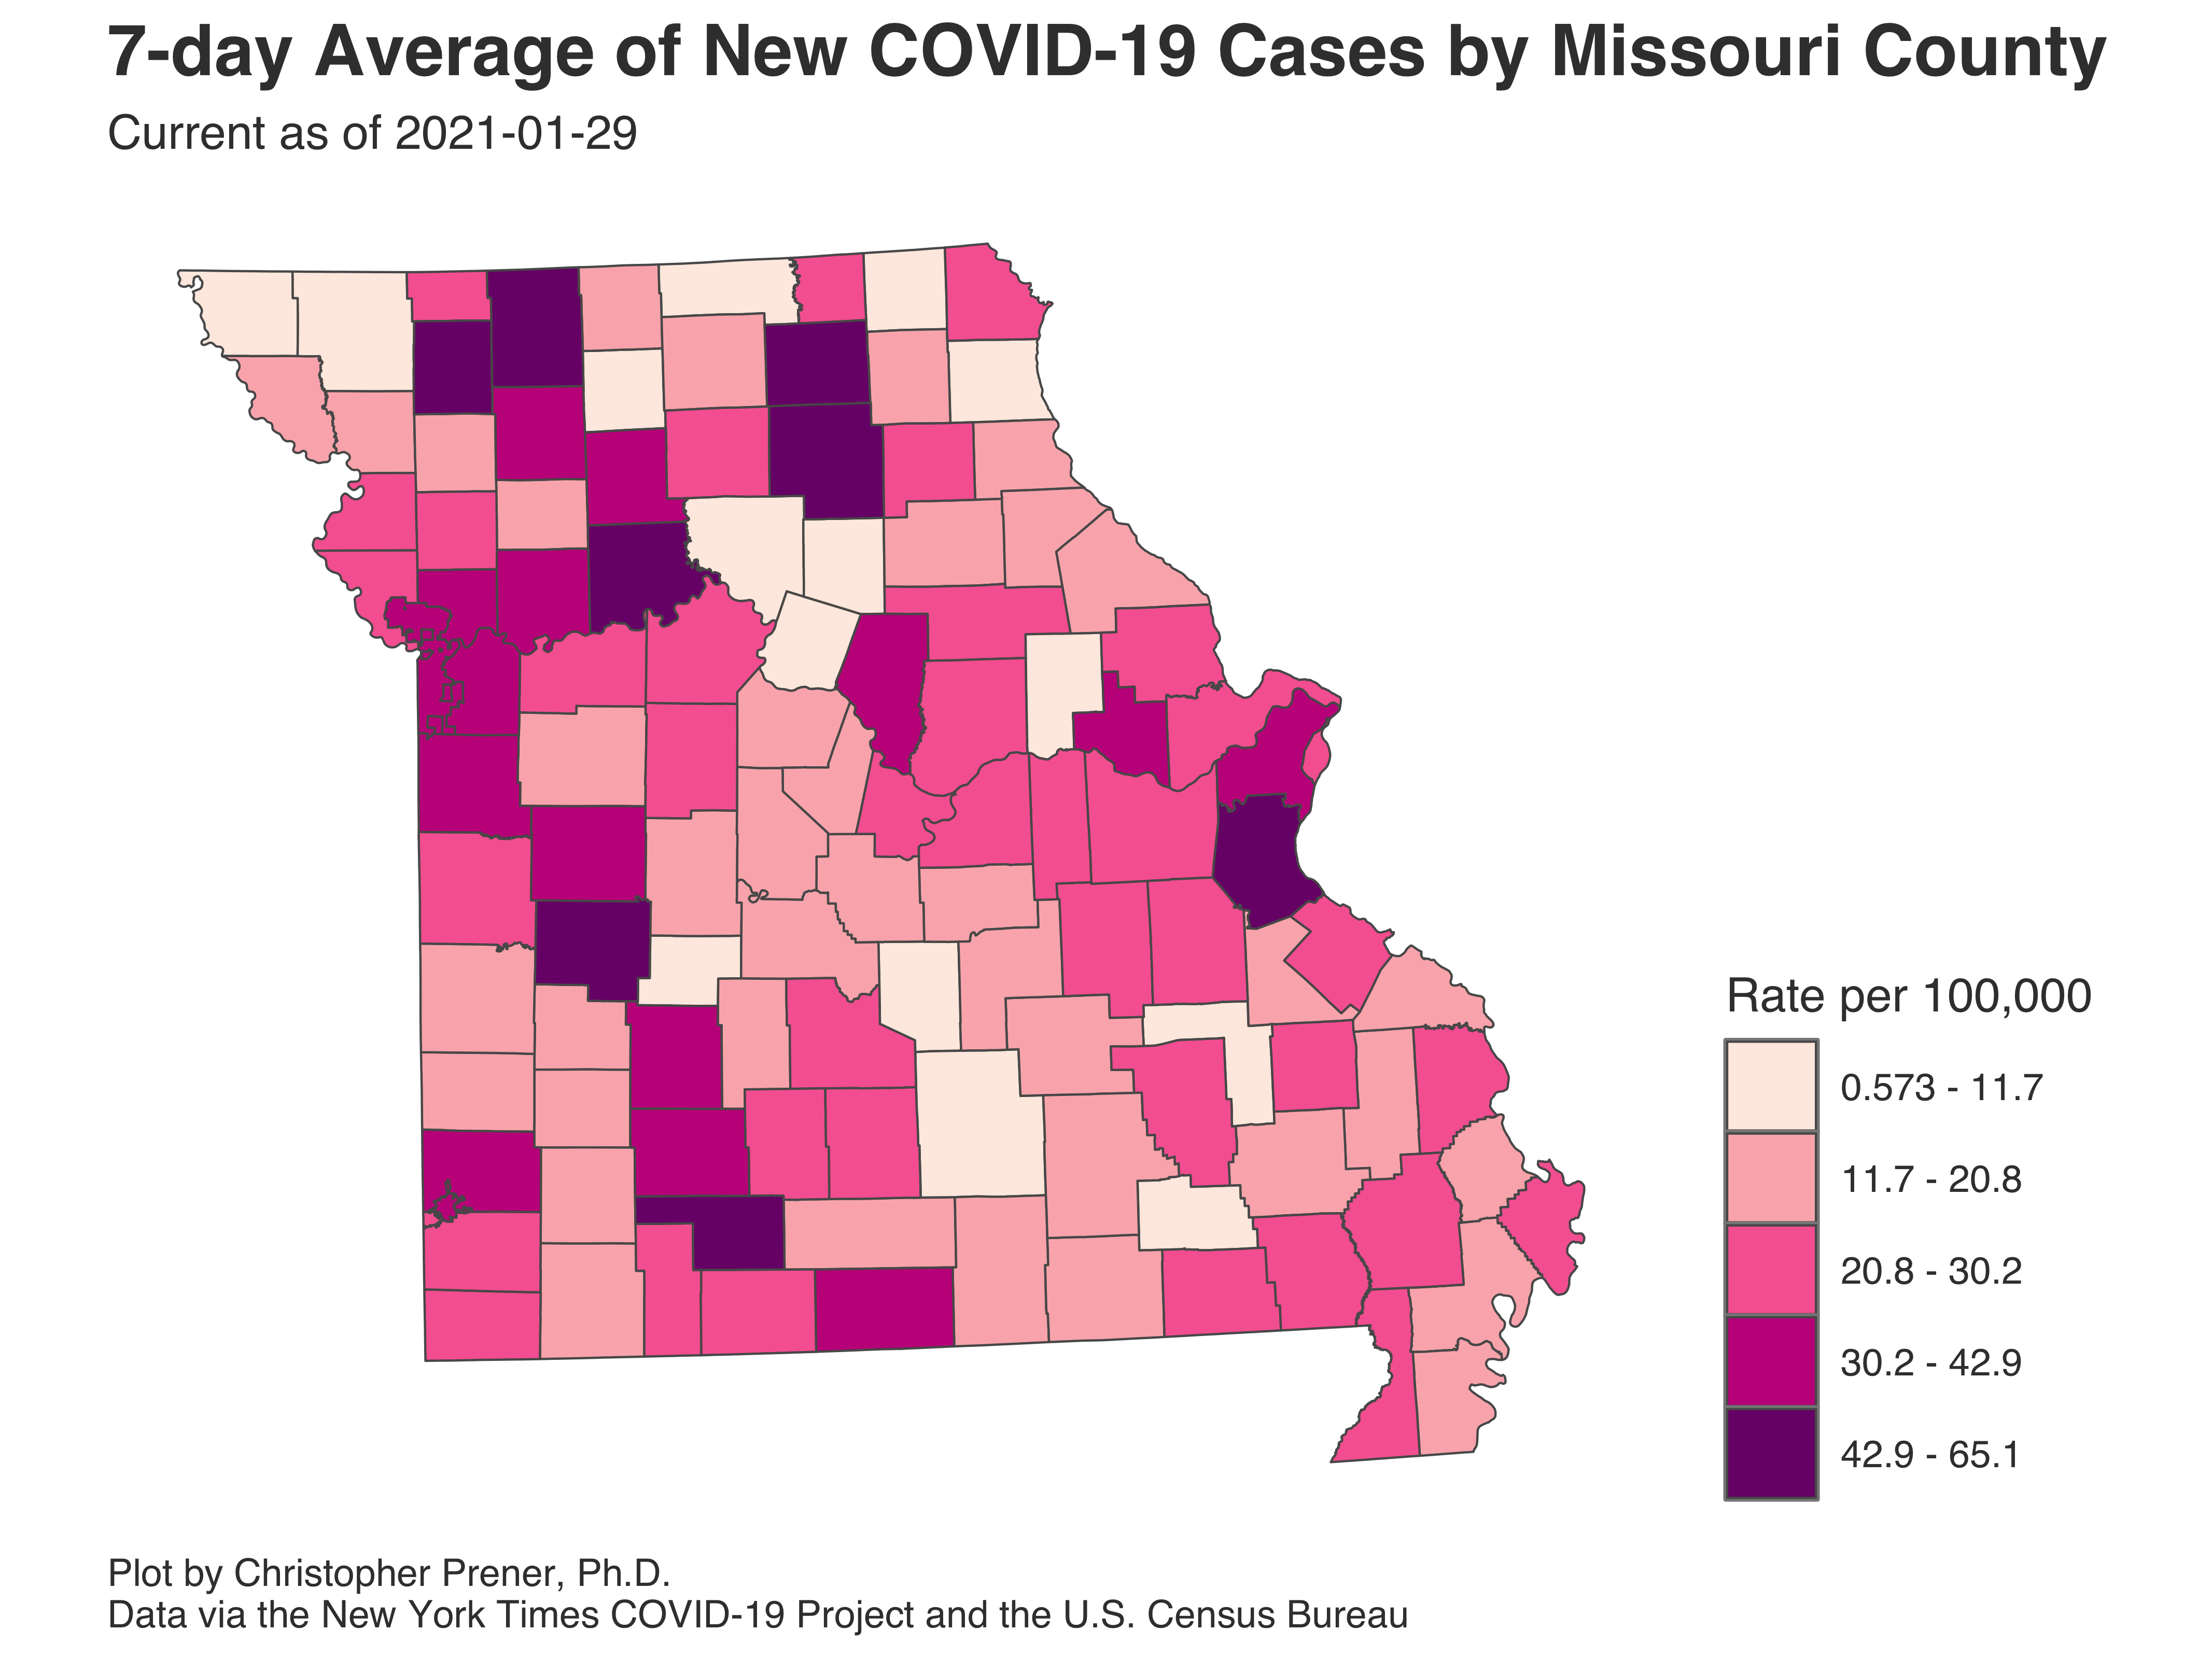 7-day Average of New COVID-19 Cases by Missouri County
Current as of 2021-01-29
Rate per 100,000
0.573 - 11.7
11.7 - 20.8
20.8 - 30.2
30.2 - 42.9
42.9 - 65.1
Plot by Christopher Prener, Ph.D.
Data via the New York Times COVID-19 Project and the U.S. Census Bureau